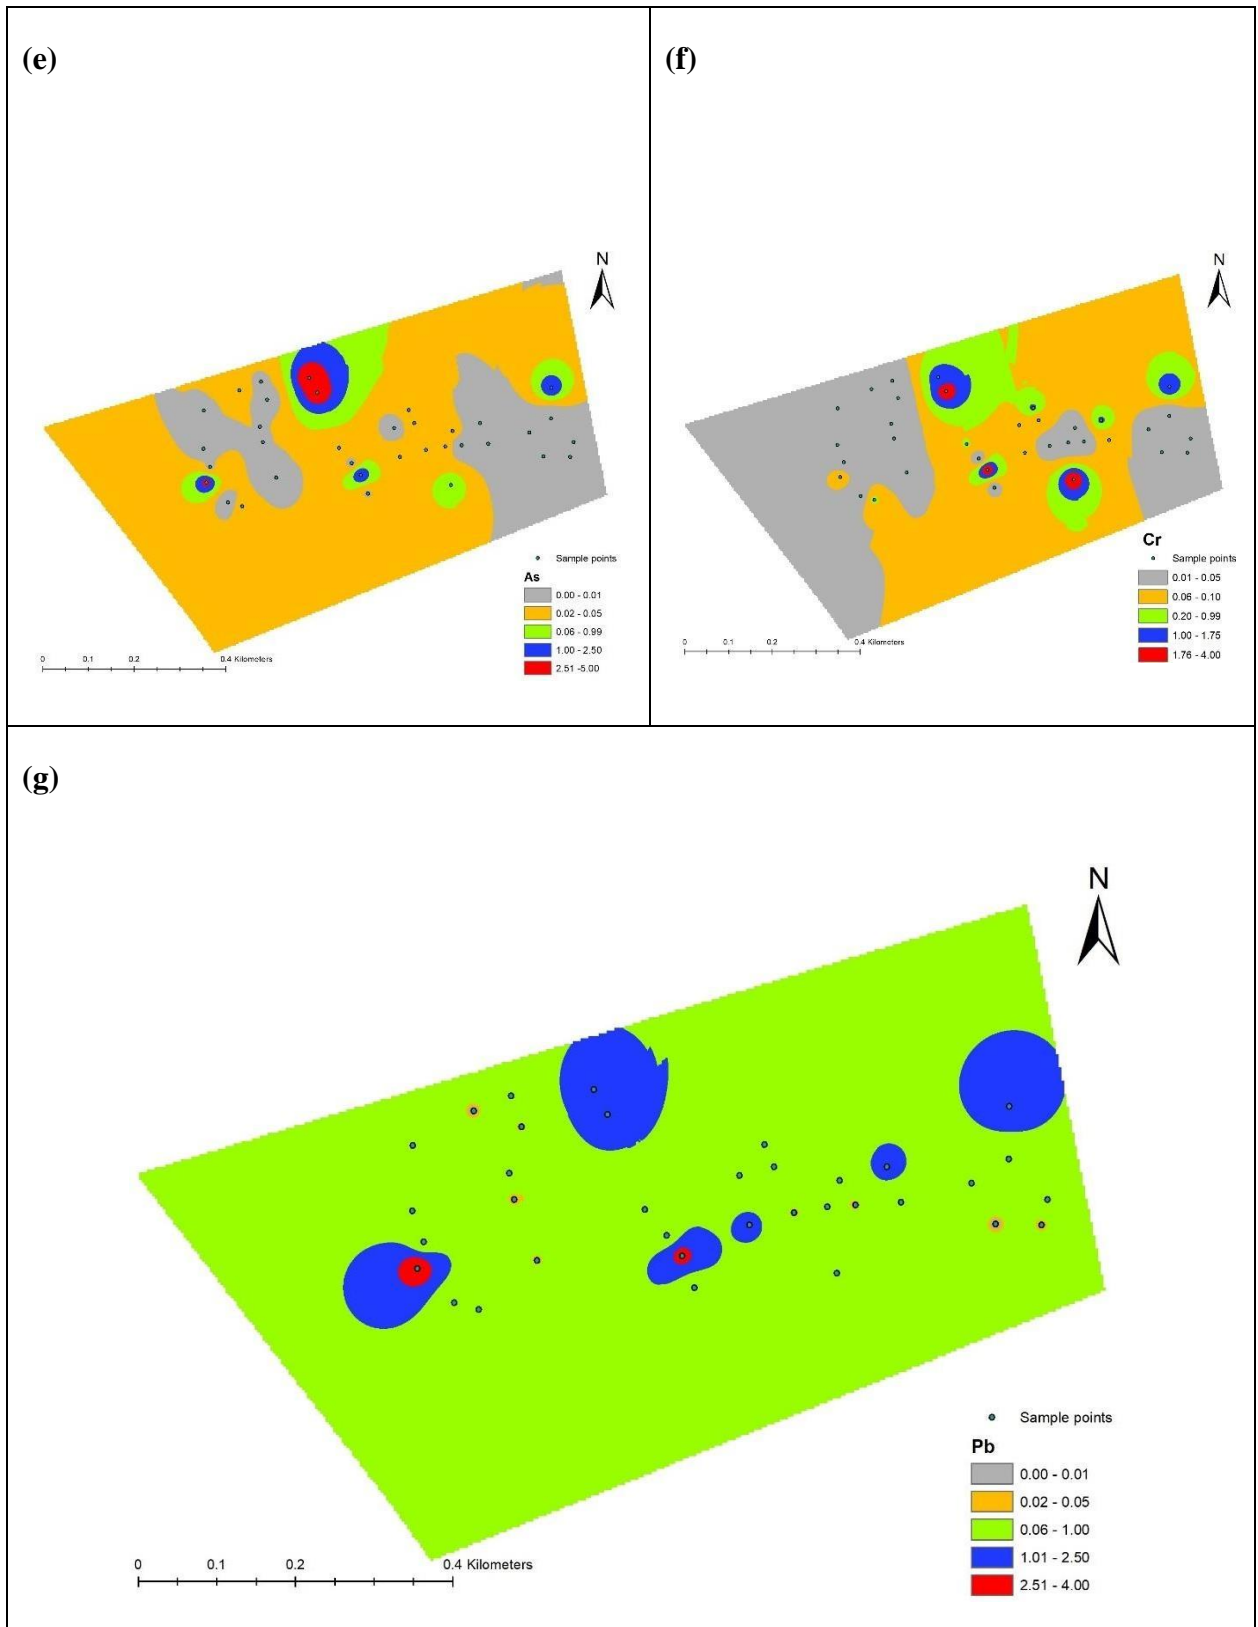 (e)
N
Sample points
As
0.00 - 0.01
0.02 - 0.05
0.06 - 0.99
1.00 - 2.50
2.51 -5.00
0 0.1 0.2 0.4 Kilometers
(f)
N
Cr
Sample points
0.01 - 0.05
0.06 - 0.10
0.20 - 0.99
1.00 - 1.75
1.76 - 4.00
0 0.1 0.2 0.4 Kilometers
(g)
N
Sample points
Pb
0.00 - 0.01
0.02 - 0.05
0.06 - 1.00
1.01 - 2.50
2.51 - 4.00
0 0.1 0.2 0.4 Kilometers